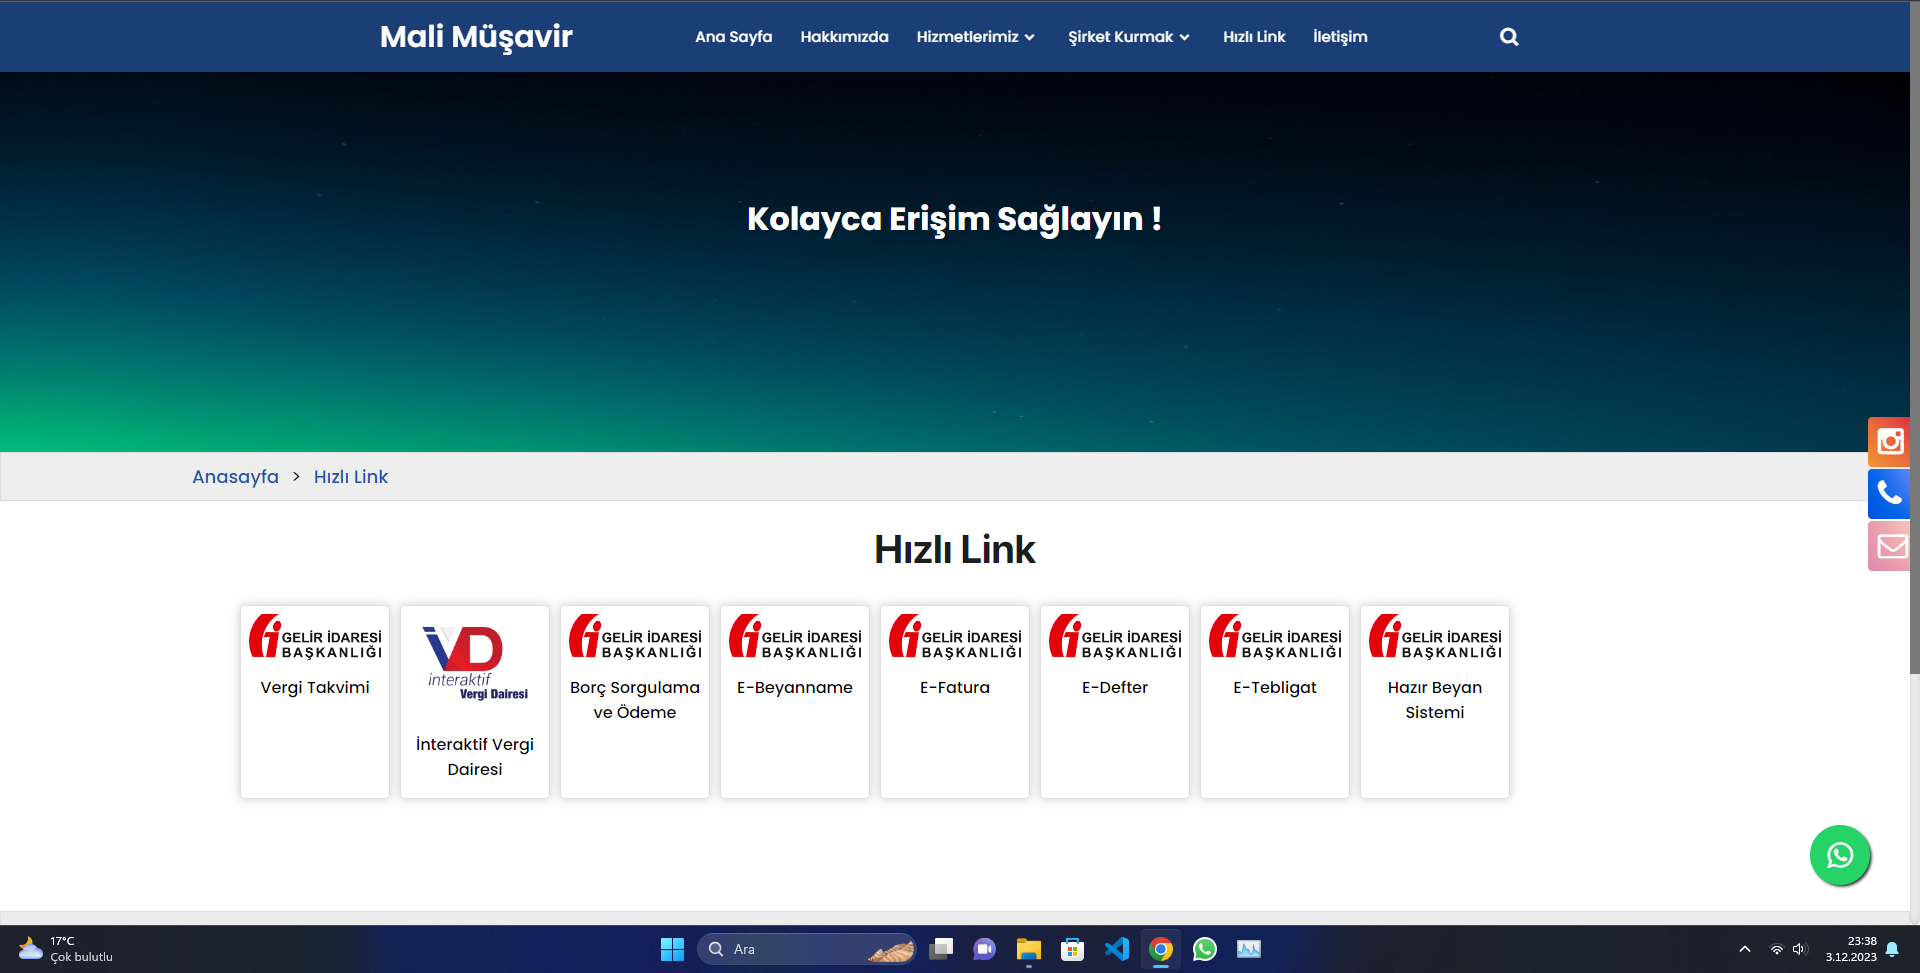 Mali Müşavir
Ana Sayfa
Hakkımızda
Hizmetlerimiz
Şirket Kurmak
Hızlı Link
İletişim
Kolayca Erişim Sağlayın !
Anasayfa > Hızlı Link
Hızlı Link
GELİR İDARESİ
BAŞKANLIĞI
Vergi Takvimi
iVD
interaktif
Vergi Dairesi
İnteraktif Vergi
Dairesi
GELİR İDARESİ
BAŞKANLIĞI
Borç Sorgulama
ve Ödeme
GELİR İDARESİ
BAŞKANLIĞI
E-Beyanname
GELİR İDARESİ
BAŞKANLIĞI
E-Fatura
GELİR İDARESİ
BAŞKANLIĞI
E-Defter
GELİR İDARESİ
BAŞKANLIĞI
E-Tebligat
GELİR İDARESİ
BAŞKANLIĞI
Hazır Beyan
Sistemi
17°C
Çok bulutlu
Ara
23:38
3.12.2023